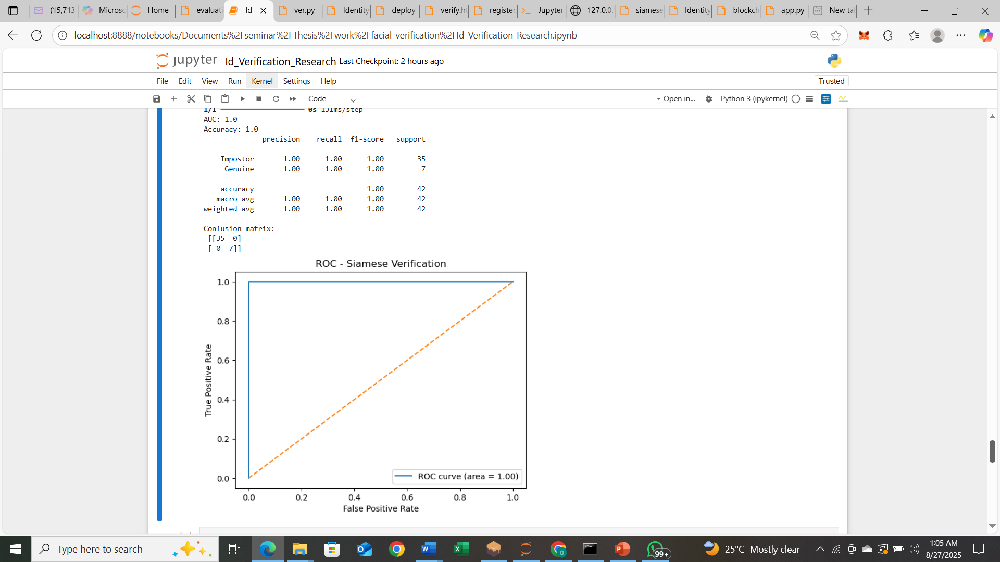 (15,713
Microso
Home
evaluati
Id_
ver.py
Identity
deploy_
verify.ht
register
Jupyter
127.0.0.
siamese
Identity
blockch
app.py
New tal
localhost:8888/notebooks/Documents%2Fseminar%2FThesis%2Fwork%2Ffacial_verification%2FId_Verification_Research.ipynb
jupyter Id_Verification_Research Last Checkpoint: 2 hours ago
File Edit View Run Kernel Settings Help Trusted
Code Open in... Python 3 (ipykernel)
1/1 0s 131ms/step
AUC: 1.0
Accuracy: 1.0
precision recall f1-score support
Impostor 1.00 1.00 1.00 35
Genuine 1.00 1.00 1.00 7
accuracy 1.00 42
macro avg 1.00 1.00 1.00 42
weighted avg 1.00 1.00 1.00 42
Confusion matrix:
[[35 0]
[ 0 7]]
ROC - Siamese Verification
1.0
0.8
0.6
0.4
0.2
0.0
True Positive Rate
ROC curve (area = 1.00)
0.0 0.2 0.4 0.6 0.8 1.0
False Positive Rate
Type here to search
99+
25°C Mostly clear
1:05 AM
8/27/2025